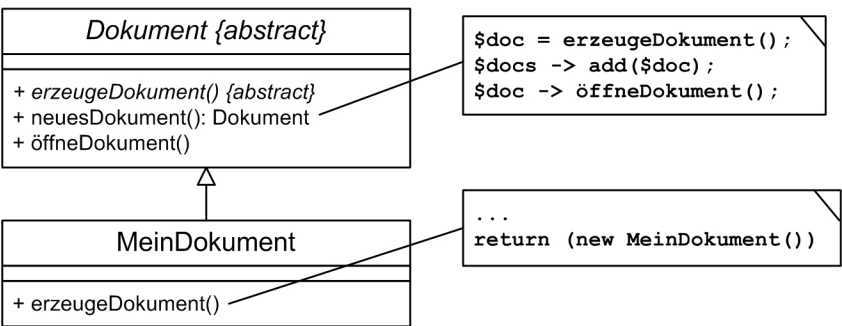 Dokument {abstract}
+ erzeugeDokument() {abstract}
+ neuesDokument(): Dokument
+ öffneDokument()
$doc = erzeugeDokument();
$docs -> add($doc);
$doc -> öffneDokument();
MeinDokument
+ erzeugeDokument()
...
return (new MeinDokument())